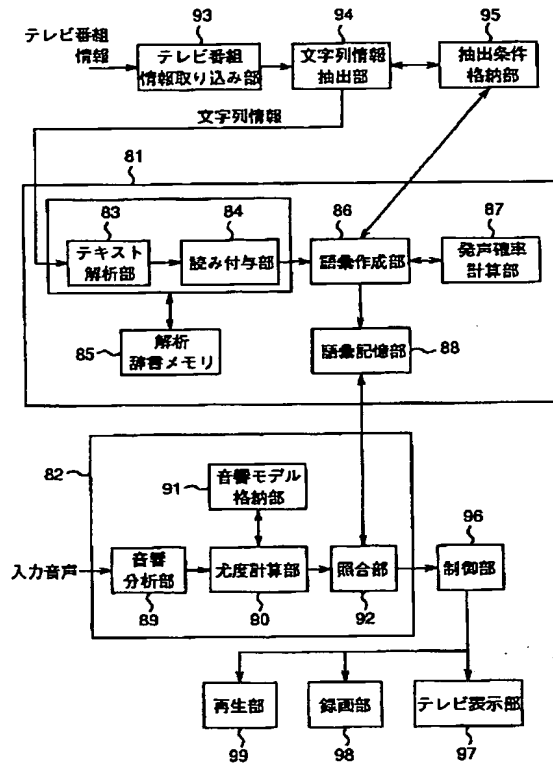 93
94
95
テレビ番組
情報
テレビ番組
情報取り込み部
文字列情報
抽出部
抽出条件
格納部
文字列情報
81
83
84
86
87
テキスト
解析部
読み付与部
語彙作成部
発声確率
計算部
85
解析
辞書メモリ
語彙記憶部
88
82
91
音響モデル
格納部
96
入力音声
音響
分析部
尤度計算部
照合部
制御部
89
80
92
再生部
録画部
テレビ表示部
99
98
97